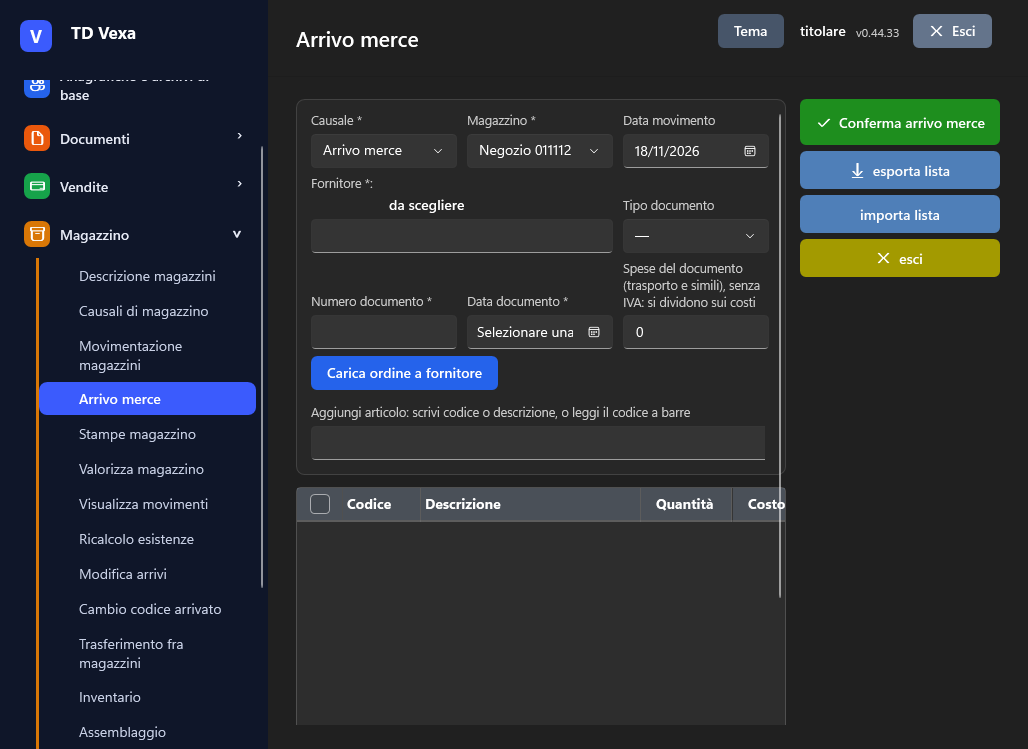 V
TD Vexa
base
Documenti
Vendite
Magazzino
Descrizione magazzini
Causali di magazzino
Movimentazione
magazzini
Arrivo merce
Stampe magazzino
Valorizza magazzino
Visualizza movimenti
Ricalcolo esistenze
Modifica arrivi
Cambio codice arrivato
Trasferimento fra
magazzini
Inventario
Assemblaggio
Arrivo merce
Tema
titolare
v0.44.33
Esci
Causale *
Magazzino *
Data movimento
Arrivo merce
Negozio 011112
18/11/2026
Fornitore *:
da scegliere
Tipo documento
—
Spese del documento
(trasporto e simili), senza
IVA: si dividono sui costi
Numero documento *
Data documento *
Selezionare una
0
Carica ordine a fornitore
Aggiungi articolo: scrivi codice o descrizione, o leggi il codice a barre
Codice
Descrizione
Quantità
Costo
Conferma arrivo merce
esporta lista
importa lista
esci